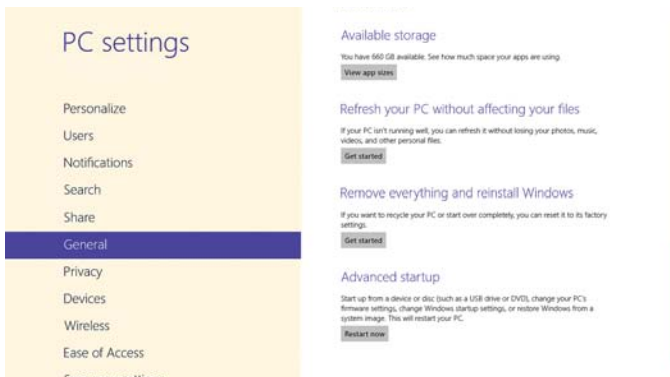 PC settings
Personalize
Users
Notifications
Search
Share
General
Privacy
Devices
Wireless
Ease of Access
Available storage
You have 660 GB available. See how much space your apps are using.
View app sizes
Refresh your PC without affecting your files
If your PC isn't running well, you can refresh it without losing your photos, music,
videos, and other personal files.
Get started
Remove everything and reinstall Windows
If you want to recycle your PC or start over completely, you can reset it to its factory
settings.
Get started
Advanced startup
Start up from a device or disc (such as a USB drive or DVD), change your PC's
firmware settings, change Windows startup settings, or restore Windows from a
system image. This will restart your PC.
Restart now